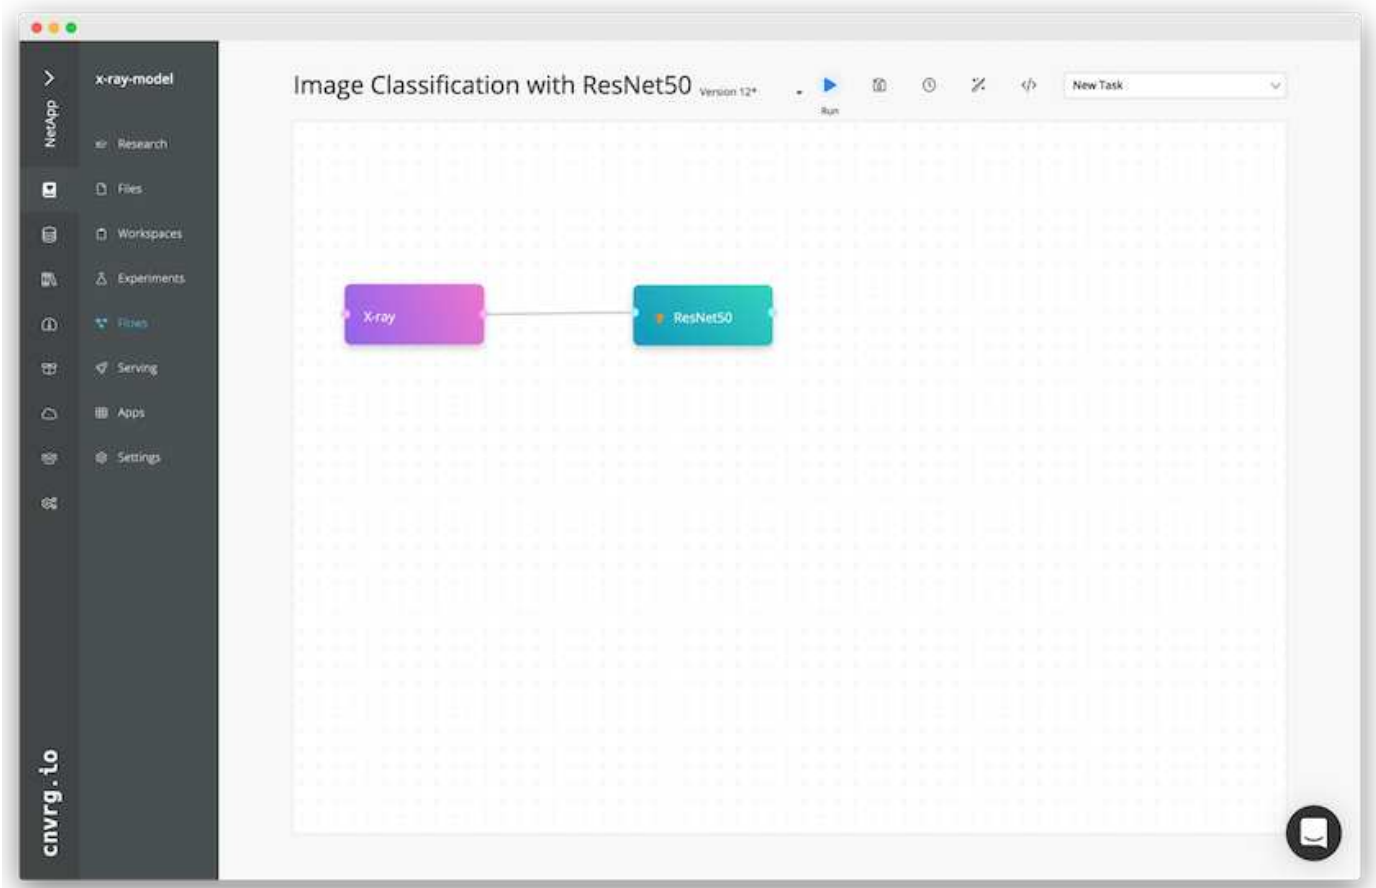 NetApp
cnvrg.io
x-ray-model
Research
Files
Workspaces
Experiments
Flows
Serving
Apps
Settings
Image Classification with ResNet50 Version 12*
Run
New Task
X-ray
ResNet50